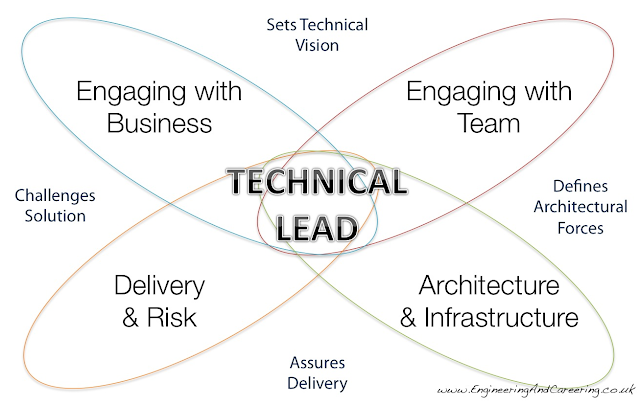 Sets Technical
Vision
Engaging with
Business
Engaging with
Team
TECHNICAL
LEAD
Challenges
Solution
Defines
Architectural
Forces
Delivery
& Risk
Architecture
& Infrastructure
Assures
Delivery
www.EngineeringAndCareering.co.uk